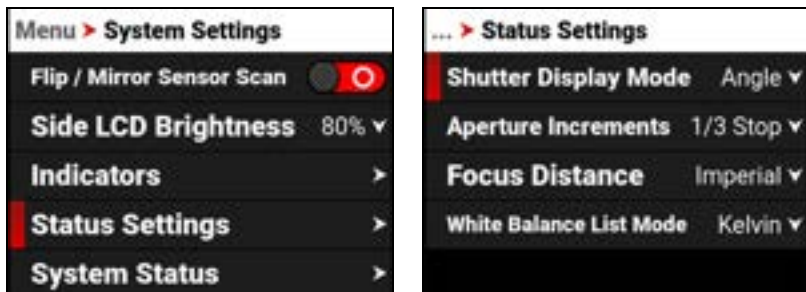 Menu > System Settings
Flip / Mirror Sensor Scan
Side LCD Brightness 80%
Indicators >
Status Settings >
System Status >
... > Status Settings
Shutter Display Mode Angle
Aperture Increments 1/3 Stop
Focus Distance Imperial
White Balance List Mode Kelvin